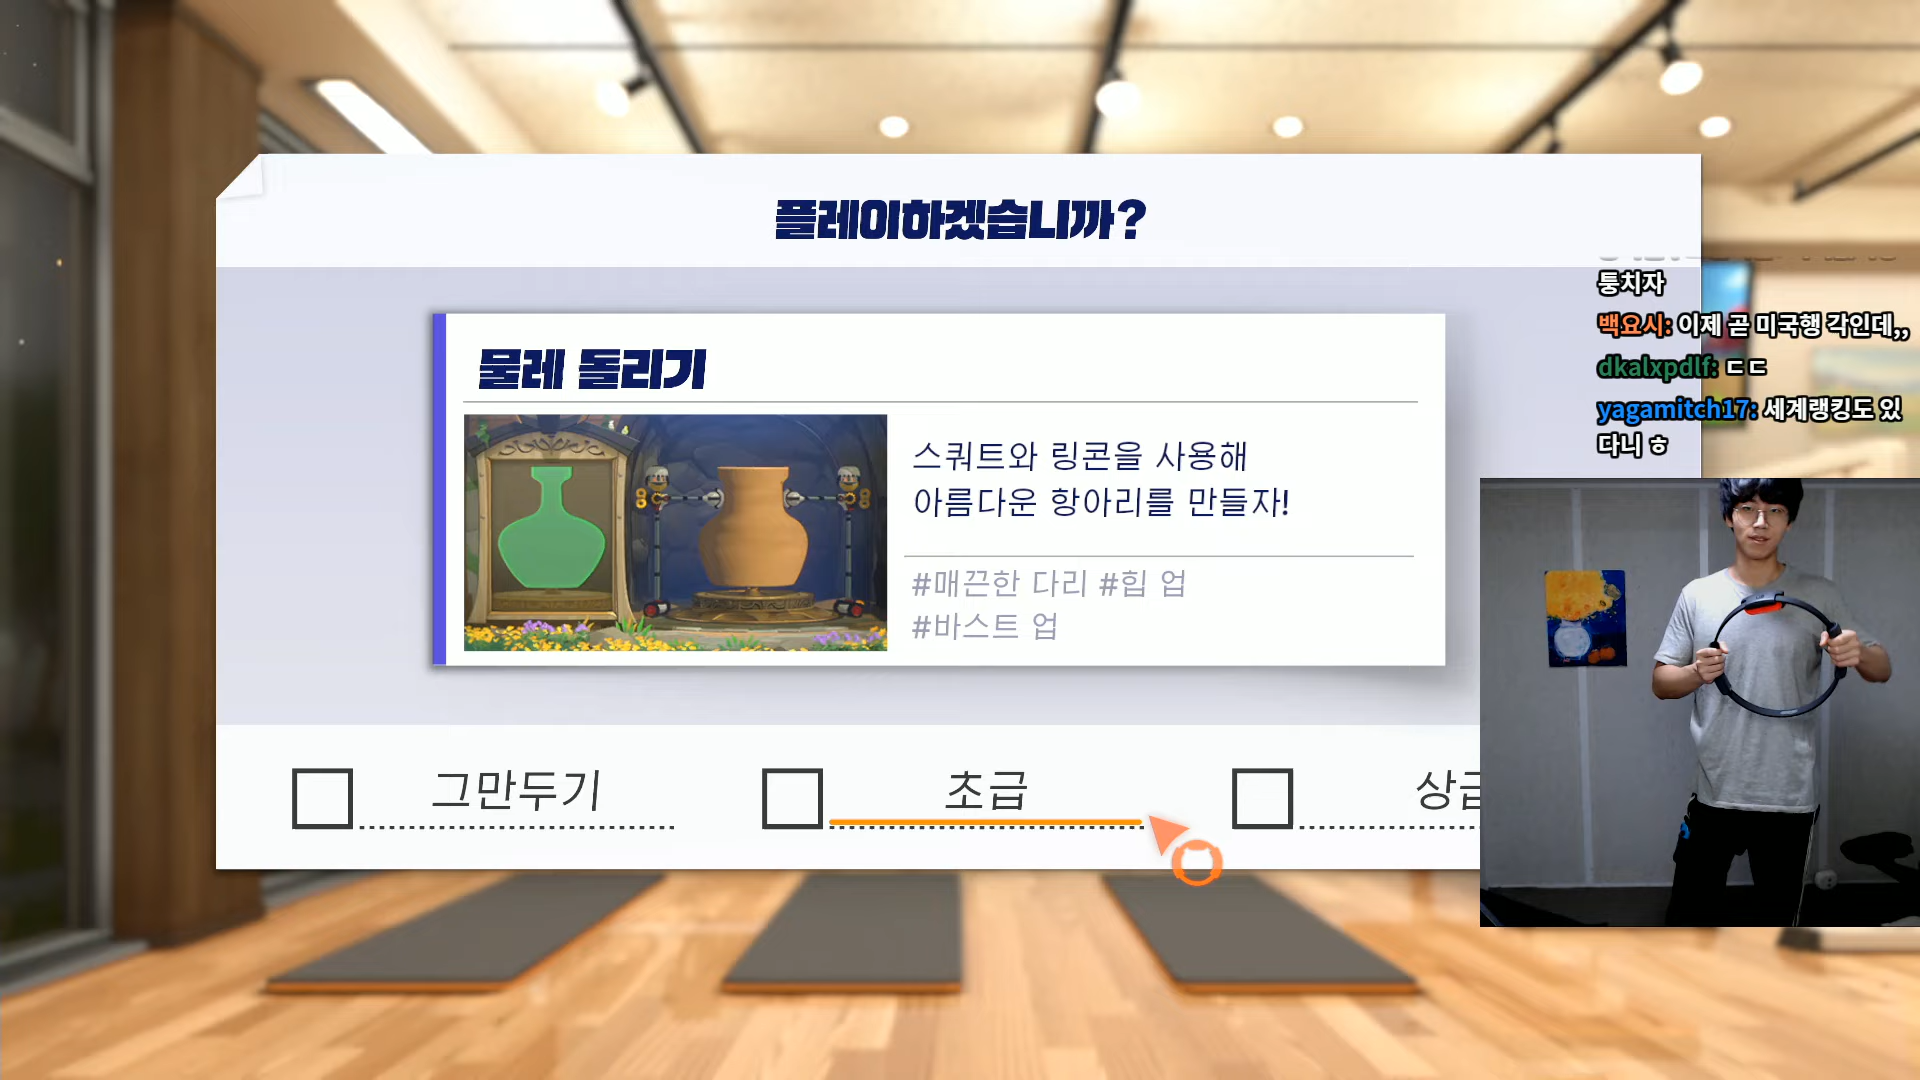 플레이하겠습니까?
물레 돌리기
스쿼트와 링콘을 사용해
아름다운 항아리를 만들자!
#매끈한 다리 #힙 업
#바스트 업
그만두기
초급
상급
퉁치자
백요시: 이제 곧 미국행 각인데,,
dkalxpdlf: ㄷㄷ
yagamitch17: 세계랭킹도 있
다니 ㅎ